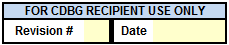 FOR CDBG RECIPIENT USE ONLY
Revision # Date